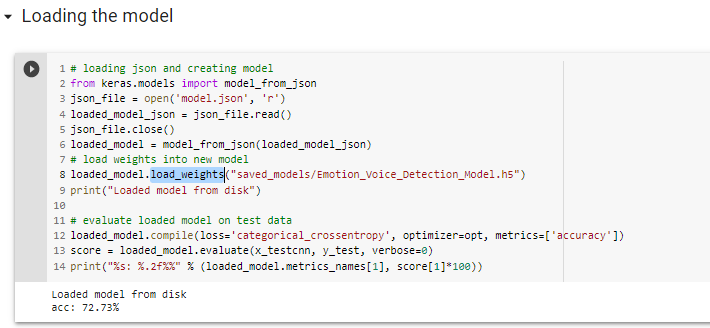 Loading the model
1 # loading json and creating model
2 from keras.models import model_from_json
3 json_file = open('model.json', 'r')
4 loaded_model_json = json_file.read()
5 json_file.close()
6 loaded_model = model_from_json(loaded_model_json)
7 # load weights into new model
8 loaded_model.load_weights("saved_models/Emotion_Voice_Detection_Model.h5")
9 print("Loaded model from disk")
10
11 # evaluate loaded model on test data
12 loaded_model.compile(loss='categorical_crossentropy', optimizer=opt, metrics=['accuracy'])
13 score = loaded_model.evaluate(x_testcnn, y_test, verbose=0)
14 print("%s: %.2f%%" % (loaded_model.metrics_names[1], score[1]*100))
Loaded model from disk
acc: 72.73%